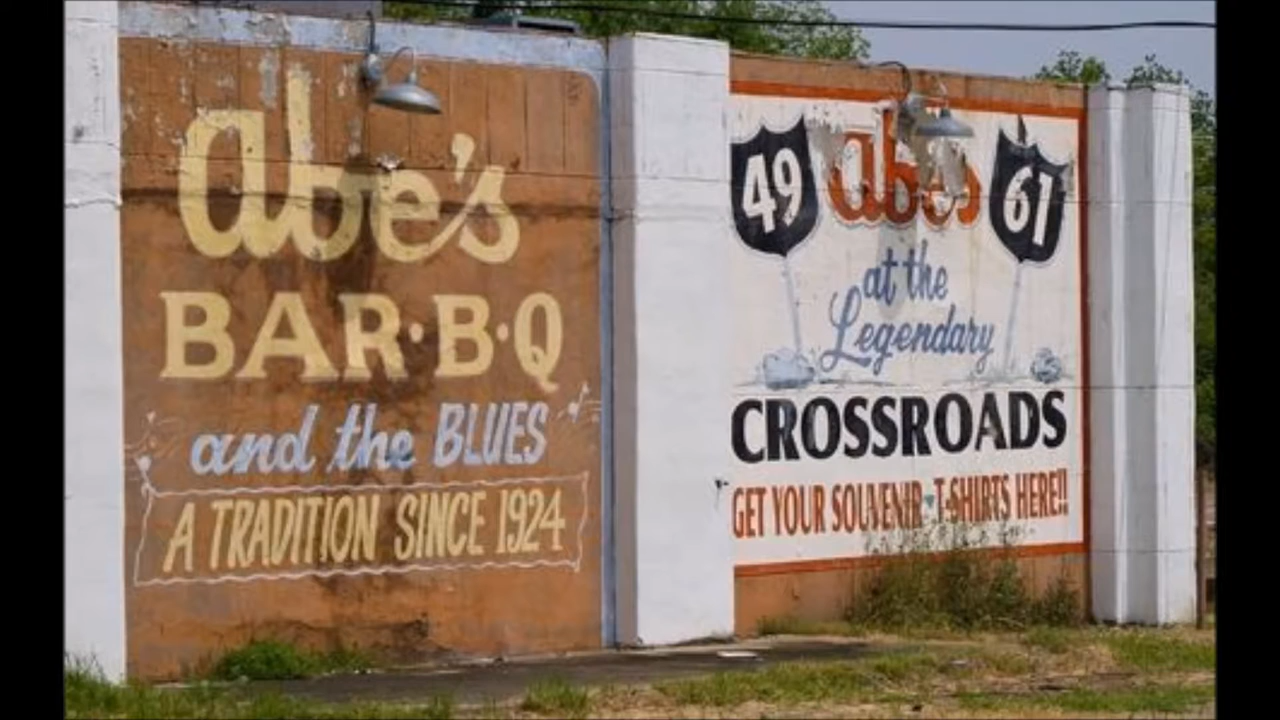 abe's
BAR·B·Q
and the BLUES
A TRADITION SINCE 1924
49 abe's 61
at the
Legendary
CROSSROADS
GET YOUR SOUVENIR T-SHIRTS HERE!!